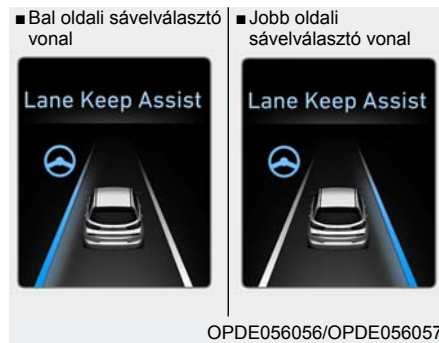 ■ Bal oldali sávelválasztó
vonal
■ Jobb oldali
sávelválasztó vonal
Lane Keep Assist
Lane Keep Assist
OPDE056056/OPDE056057